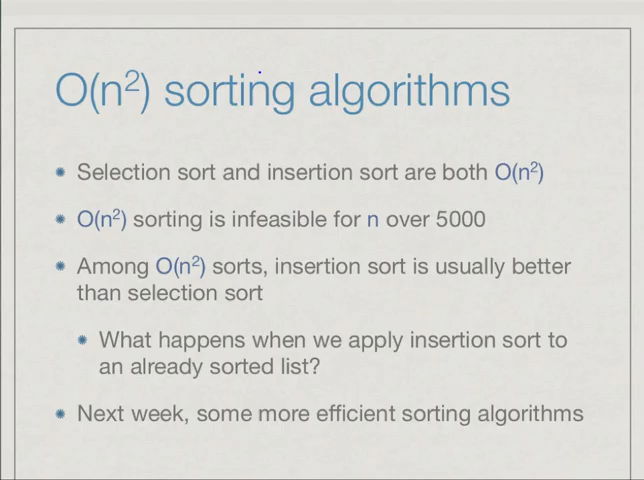 O(n²) sorting algorithms
Selection sort and insertion sort are both O(n²)
O(n²) sorting is infeasible for n over 5000
Among O(n²) sorts, insertion sort is usually better
than selection sort
What happens when we apply insertion sort to
an already sorted list?
Next week, some more efficient sorting algorithms